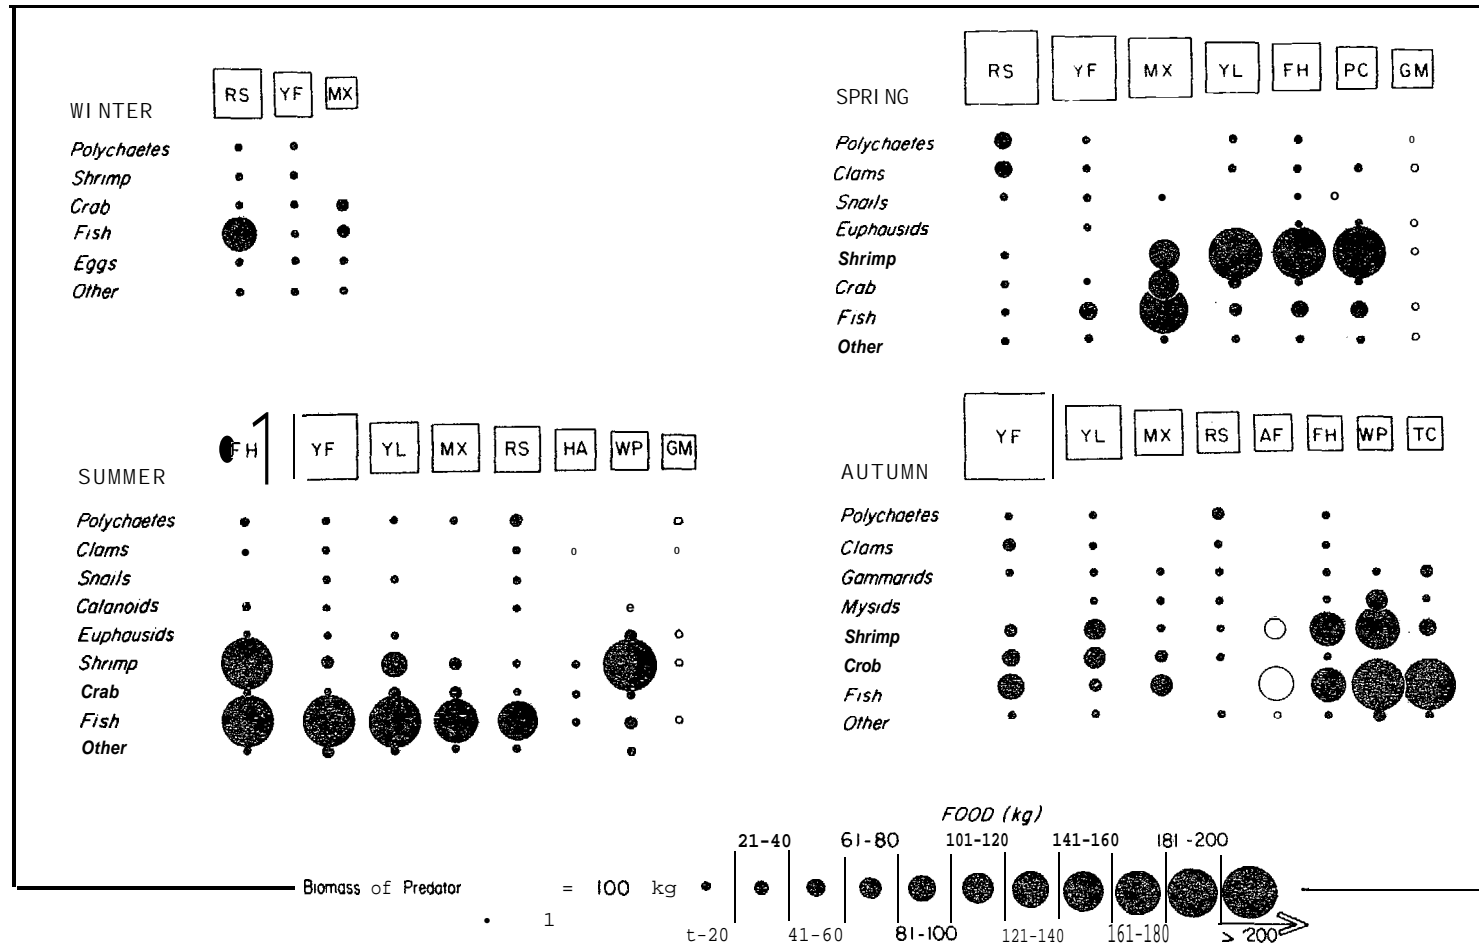 RS YF MX
WINTER
Polychaetes
Shrimp
Crab
Fish
Eggs
Other
RS YF MX YL FH PC GM
SPRING
Polychaetes
Clams
Snails
Euphausids
Shrimp
Crab
Fish
Other
FH YF YL MX RS HA WP GM
SUMMER
Polychaetes
Clams
Snails
Calanoids
Euphausids
Shrimp
Crab
Fish
Other
YF YL MX RS AF FH WP TC
AUTUMN
Polychaetes
Clams
Gammarids
Mysids
Shrimp
Crob
Fish
Other
FOOD (kg)
21-40 61-80 101-120 141-160 181-200
Biomass of Predator = 100 kg
1
t-20 41-60 81-100 121-140 161-180 > 200